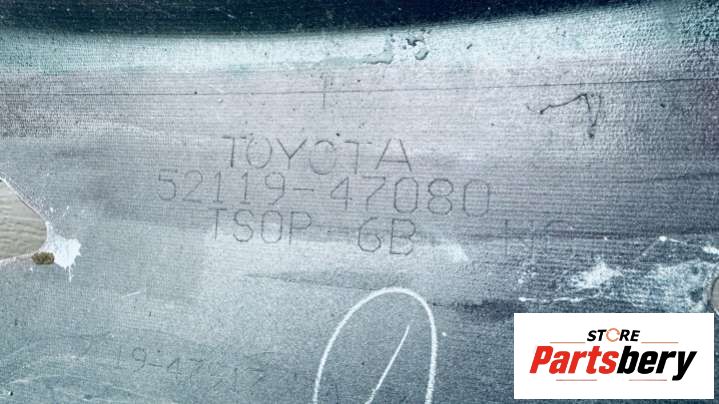 TOYOTA
52119-47080
TSOP-6B
STORE
Partsbery